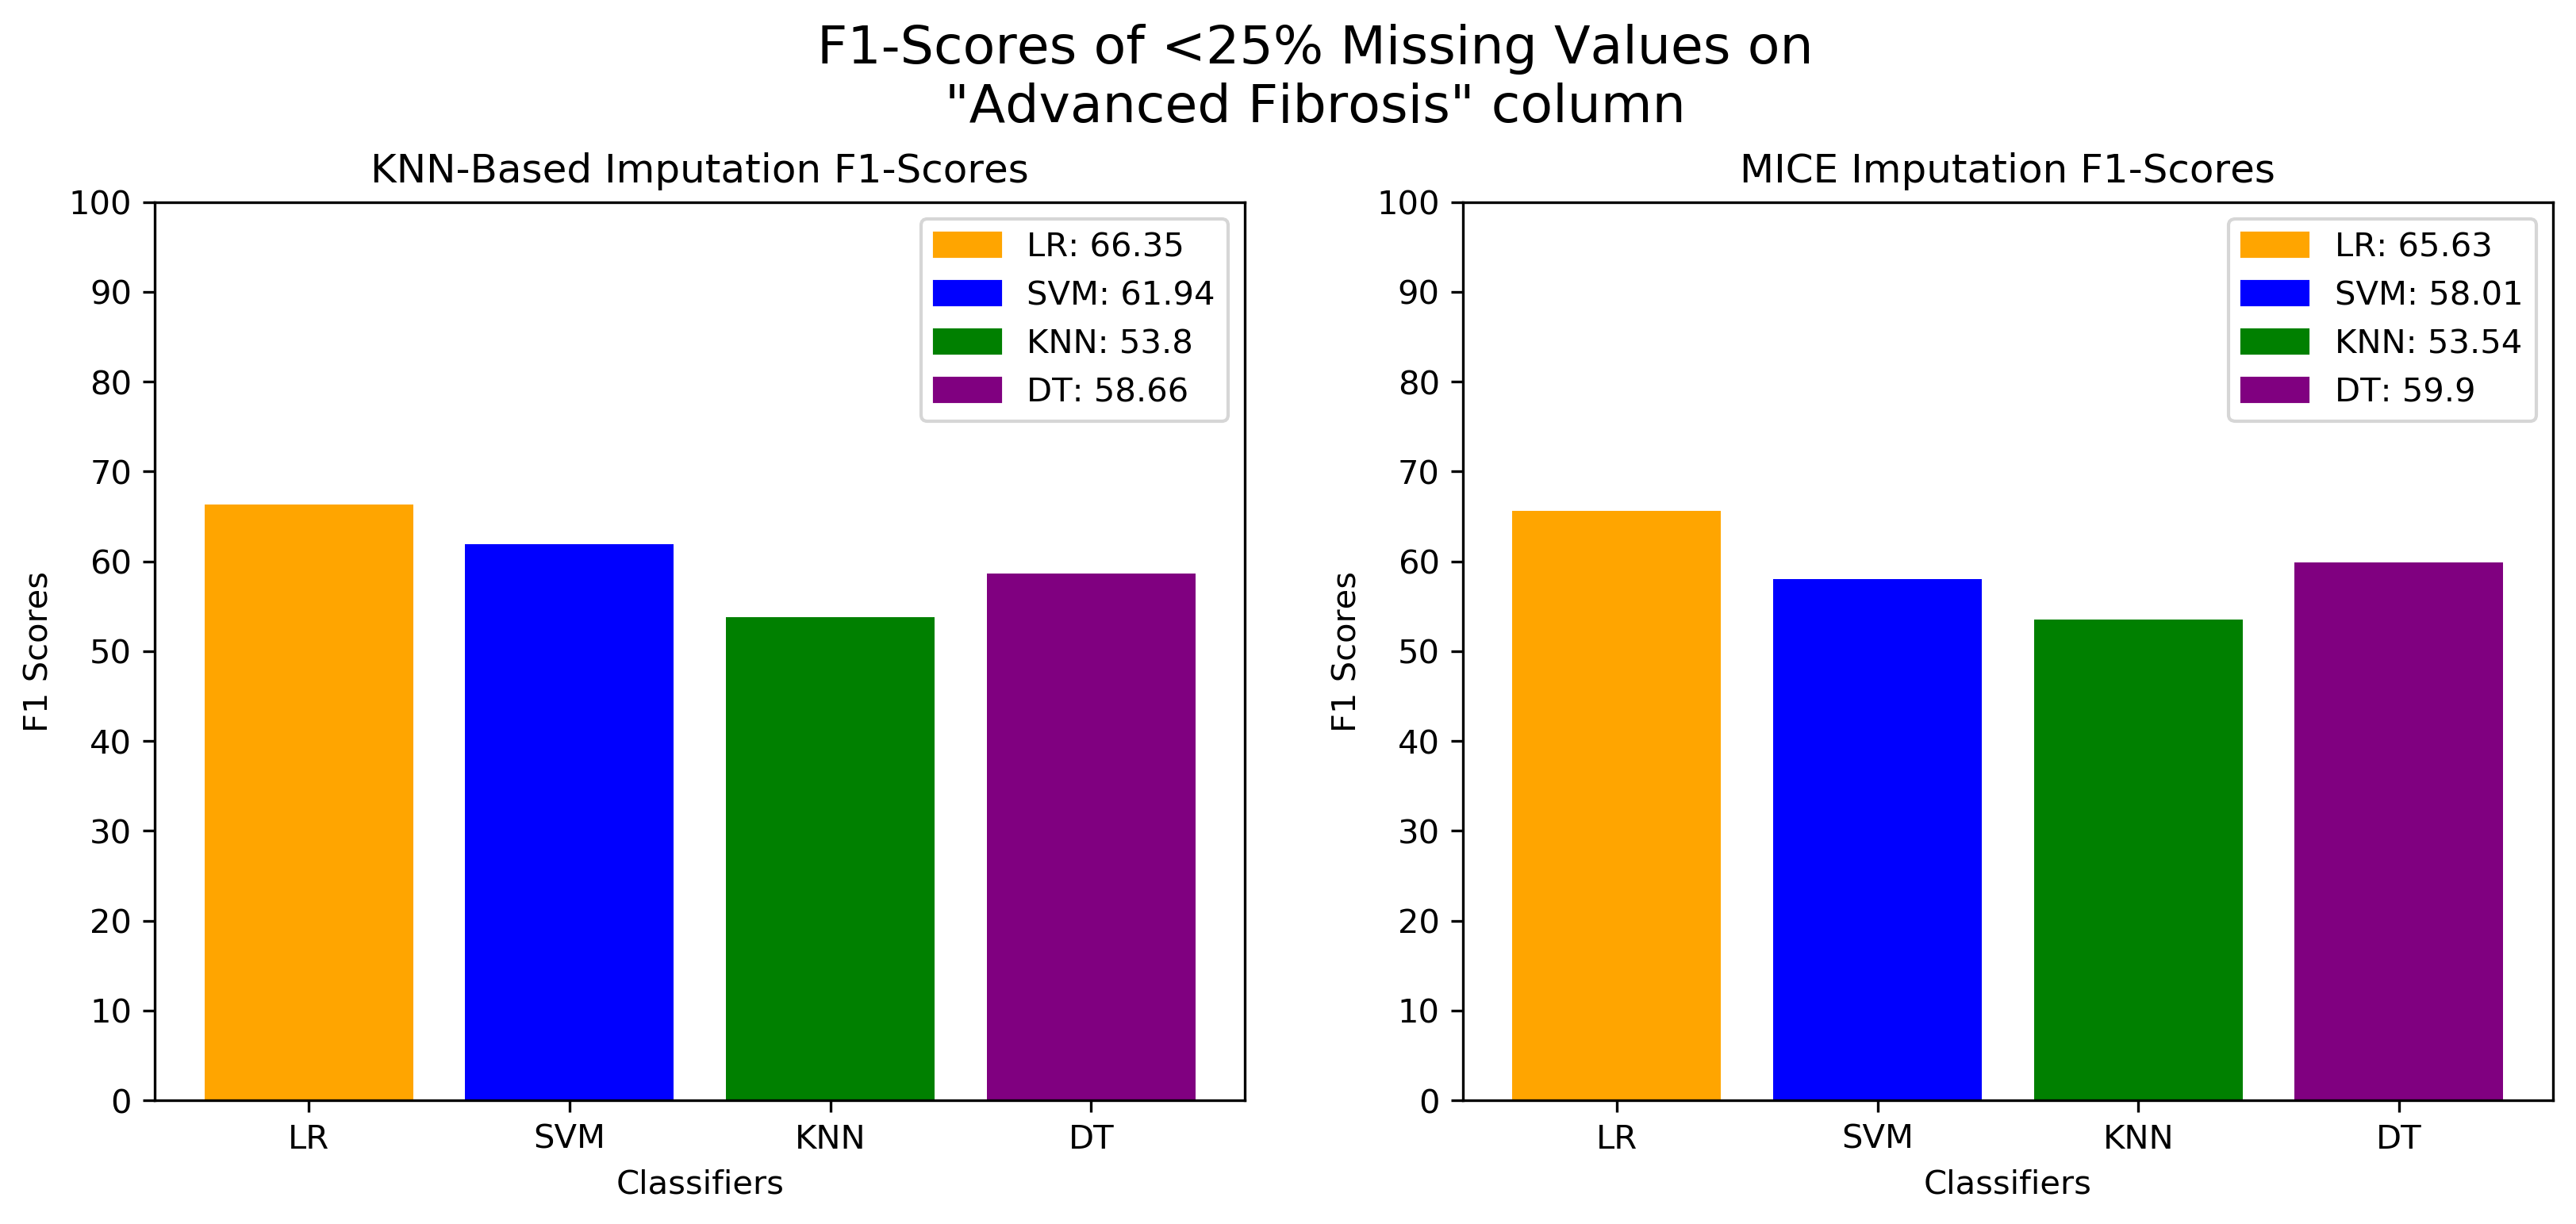 F1-Scores of <25% Missing Values on
"Advanced Fibrosis" column
KNN-Based Imputation F1-Scores
100
90
80
70
60
50
40
30
20
10
0
F1 Scores
LR: 66.35
SVM: 61.94
KNN: 53.8
DT: 58.66
LR SVM KNN DT
Classifiers
MICE Imputation F1-Scores
100
90
80
70
60
50
40
30
20
10
0
F1 Scores
LR: 65.63
SVM: 58.01
KNN: 53.54
DT: 59.9
LR SVM KNN DT
Classifiers